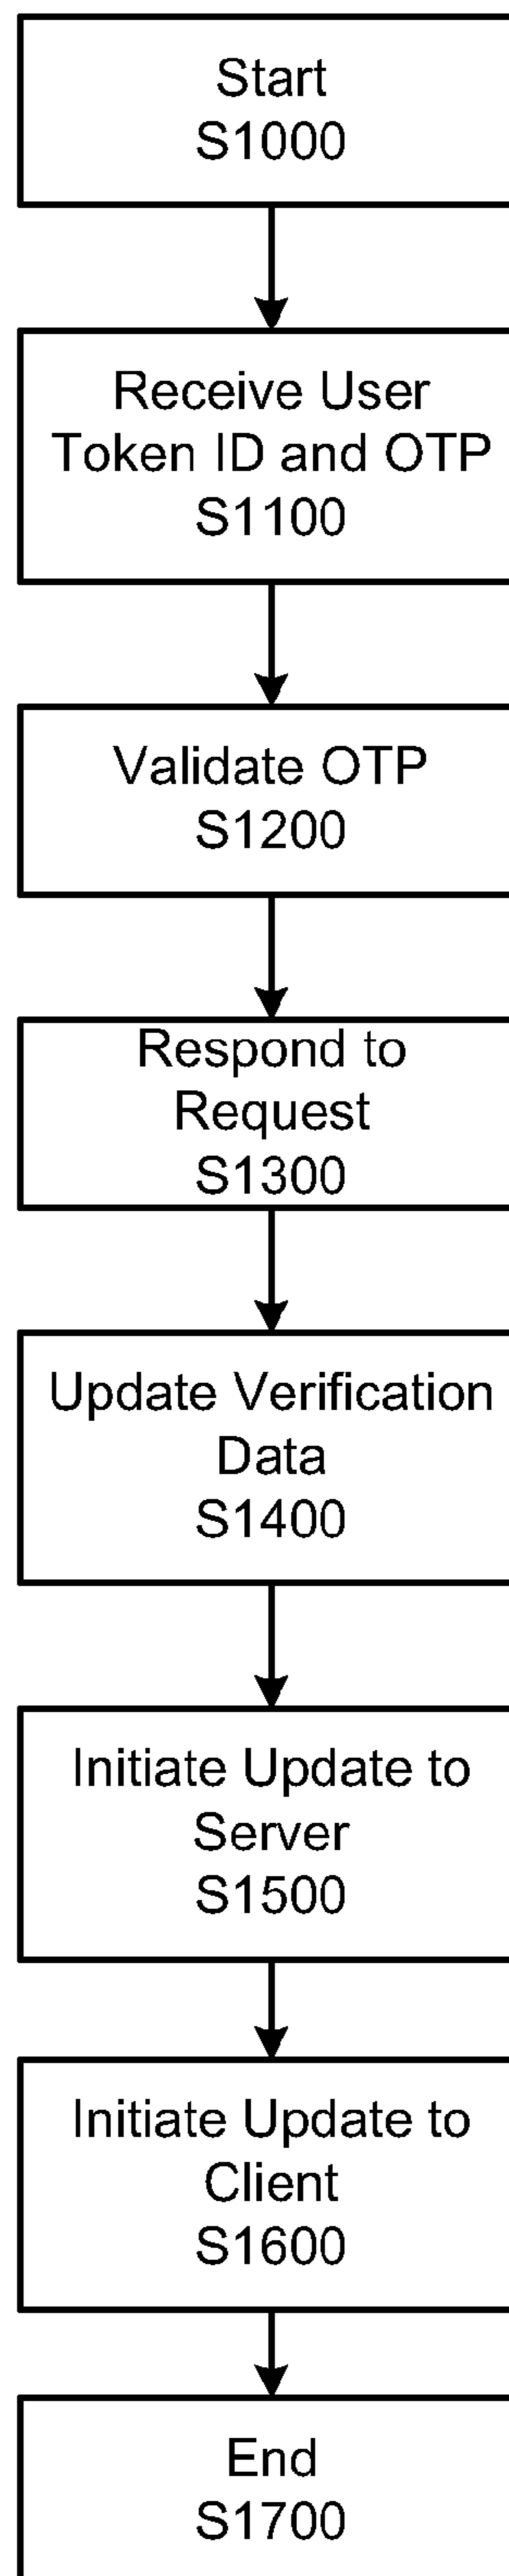 Start
S1000
Receive User
Token ID and OTP
S1100
Validate OTP
S1200
Respond to
Request
S1300
Update Verification
Data
S1400
Initiate Update to
Server
S1500
Initiate Update to
Client
S1600
End
S1700